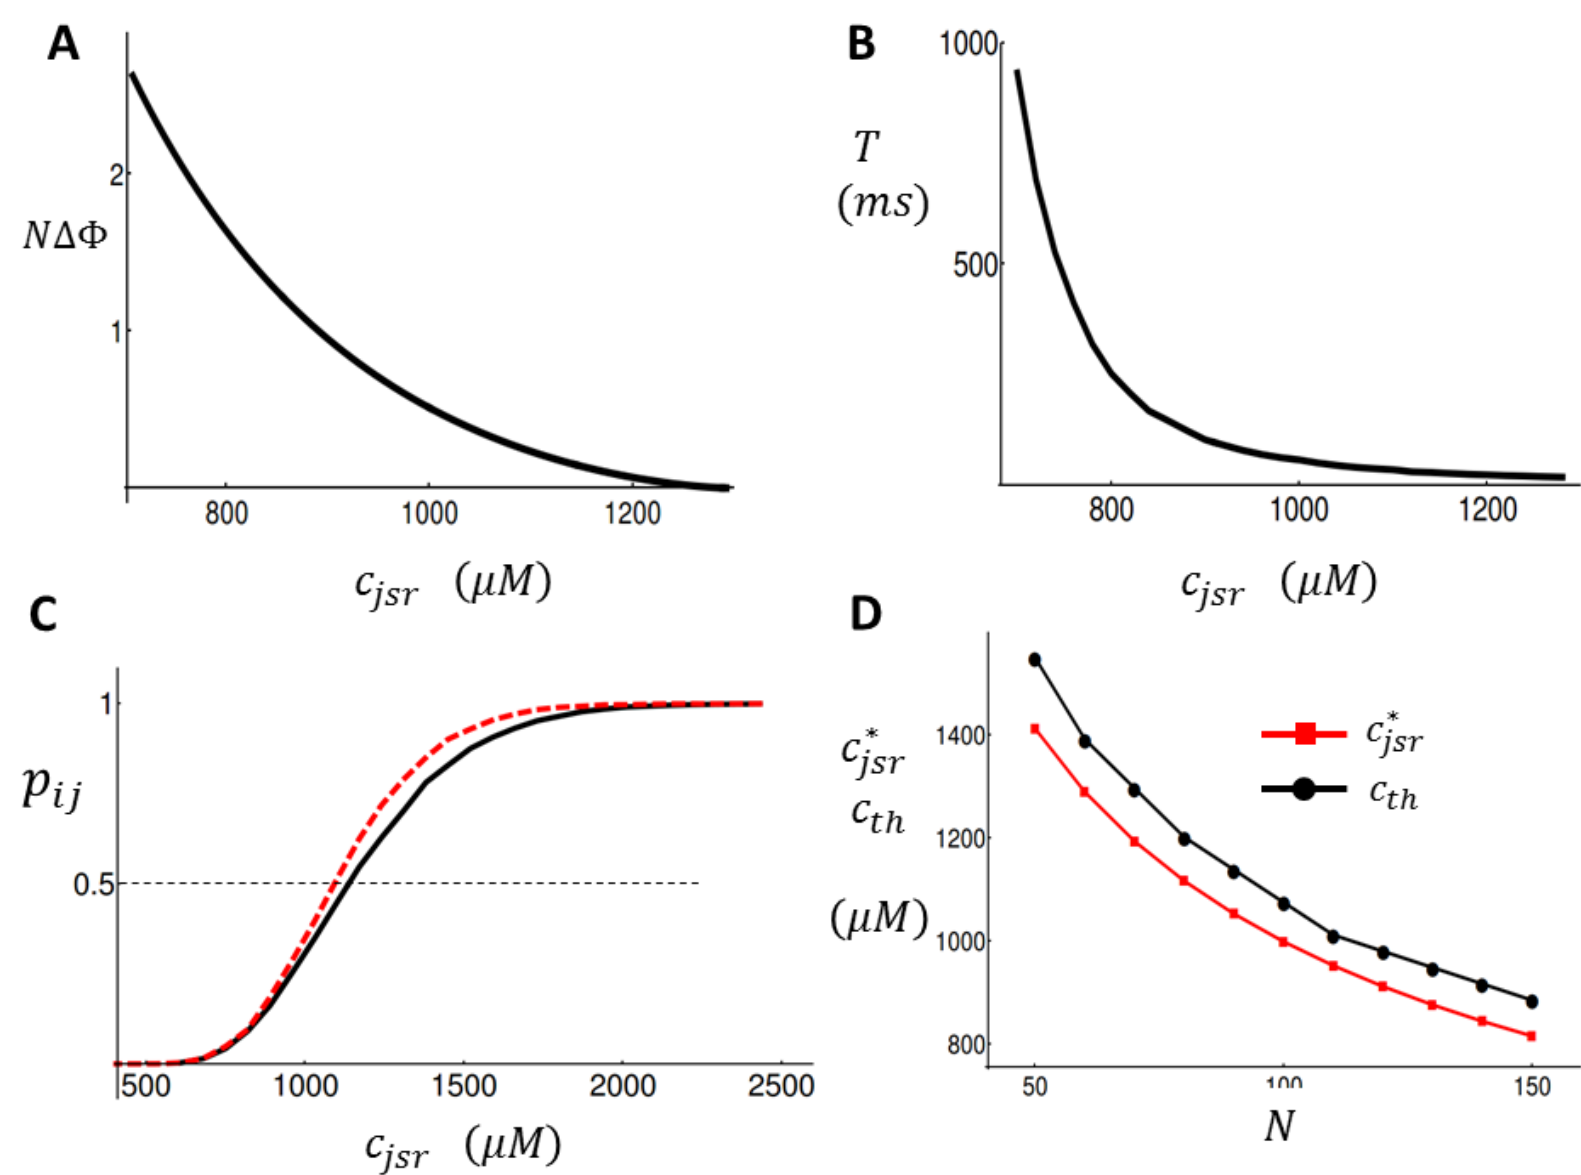 A
2
NΔΦ
1
800 1000 1200
c_jsr (μM)
B
1000
T
(ms)
500
800 1000 1200
c_jsr (μM)
C
1
p_ij
0.5
500 1000 1500 2000 2500
c_jsr (μM)
D
c*_jsr
c_th
(μM)
1400
1200
1000
800
c*_jsr
c_th
50 100 150
N